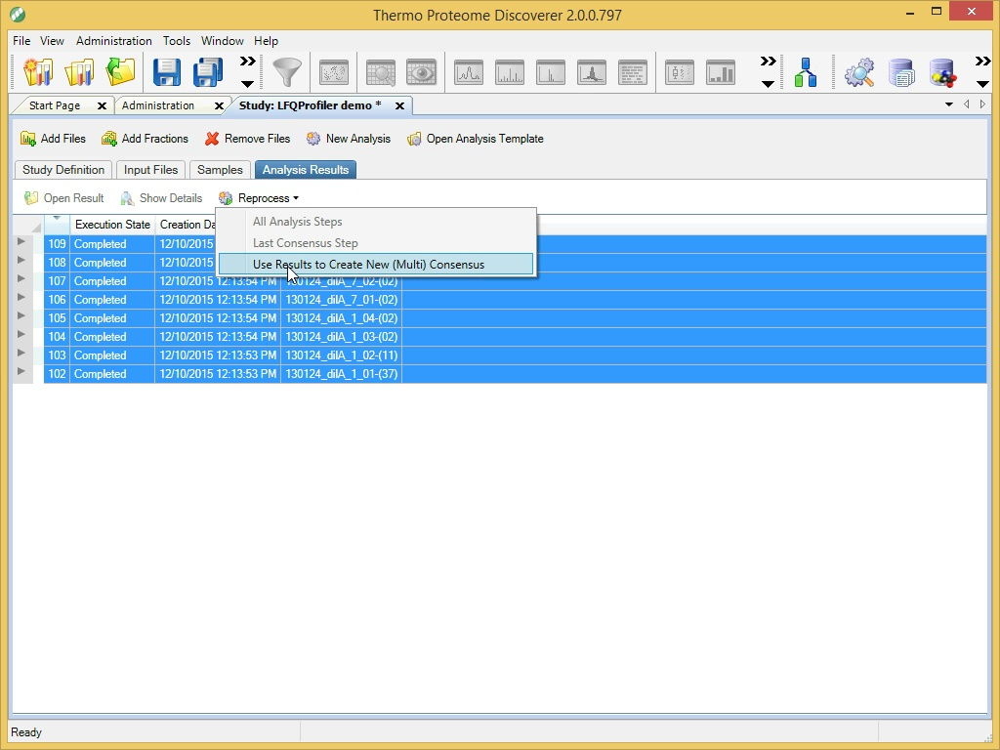 Thermo Proteome Discoverer 2.0.0.797
File View Administration Tools Window Help
Start Page Administration Study: LFQProfiler demo *
Add Files Add Fractions Remove Files New Analysis Open Analysis Template
Study Definition Input Files Samples Analysis Results
Open Result Show Details Reprocess
Execution State Creation Da
All Analysis Steps
Last Consensus Step
Use Results to Create New (Multi) Consensus
109 Completed 12/10/2015
108 Completed 12/10/2015
107 Completed 12/10/2015 12:13:54 PM 130124_dilA_7_02-(02)
106 Completed 12/10/2015 12:13:54 PM 130124_dilA_7_01-(02)
105 Completed 12/10/2015 12:13:54 PM 130124_dilA_1_04-(02)
104 Completed 12/10/2015 12:13:54 PM 130124_dilA_1_03-(02)
103 Completed 12/10/2015 12:13:53 PM 130124_dilA_1_02-(11)
102 Completed 12/10/2015 12:13:53 PM 130124_dilA_1_01-(37)
Ready